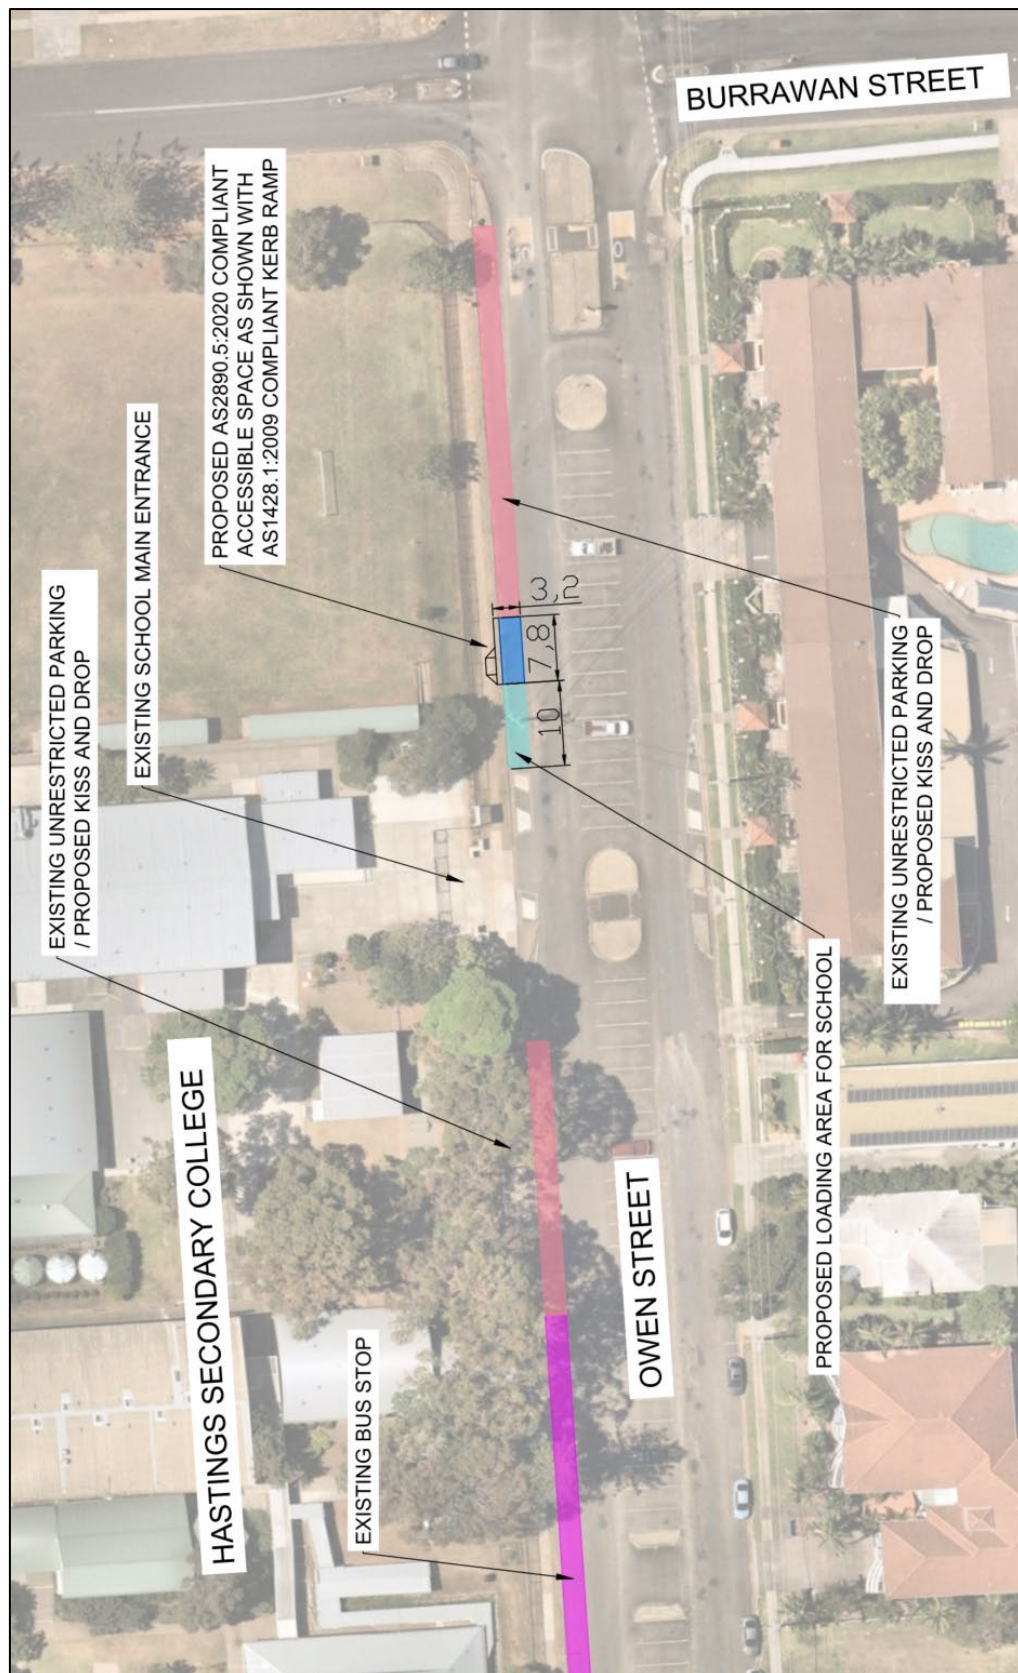 BURRAWAN STREET
PROPOSED AS2890.5:2020 COMPLIANT
ACCESSIBLE SPACE AS SHOWN WITH
AS1428.1:2009 COMPLIANT KERB RAMP
EXISTING SCHOOL MAIN ENTRANCE
EXISTING UNRESTRICTED PARKING
/ PROPOSED KISS AND DROP
3,2
7,8
10
EXISTING UNRESTRICTED PARKING
/ PROPOSED KISS AND DROP
PROPOSED LOADING AREA FOR SCHOOL
HASTINGS SECONDARY COLLEGE
OWEN STREET
EXISTING BUS STOP